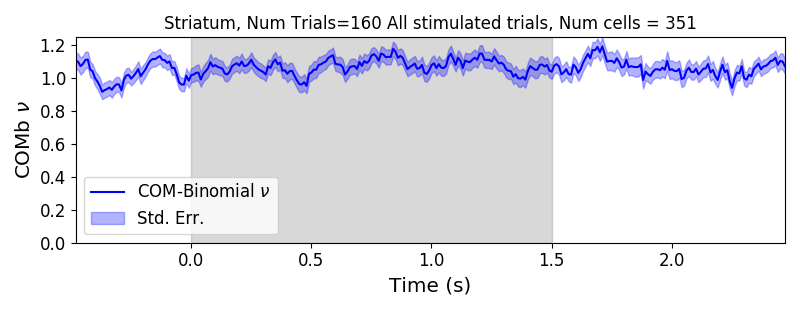 Striatum, Num Trials=160 All stimulated trials, Num cells = 351
1.2
1.0
0.8
0.6
0.4
0.2
0.0
COMb ν
COM-Binomial ν
Std. Err.
0.0 0.5 1.0 1.5 2.0
Time (s)